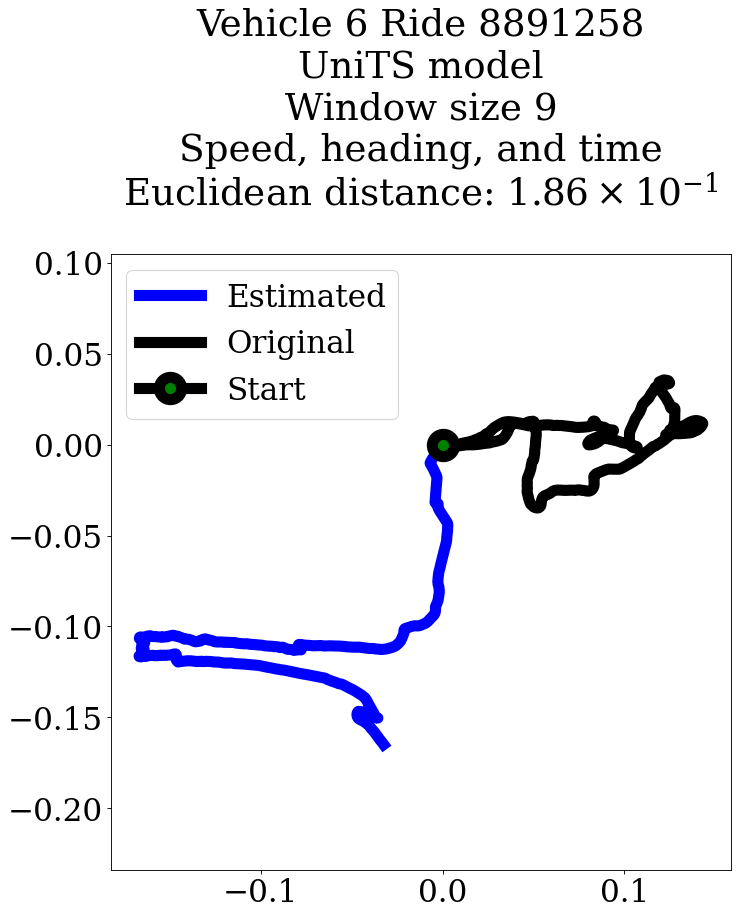 Vehicle 6 Ride 8891258
UniTS model
Window size 9
Speed, heading, and time
Euclidean distance: 1.86 × 10⁻¹
0.10
0.05
0.00
−0.05
−0.10
−0.15
−0.20
Estimated
Original
Start
−0.1
0.0
0.1